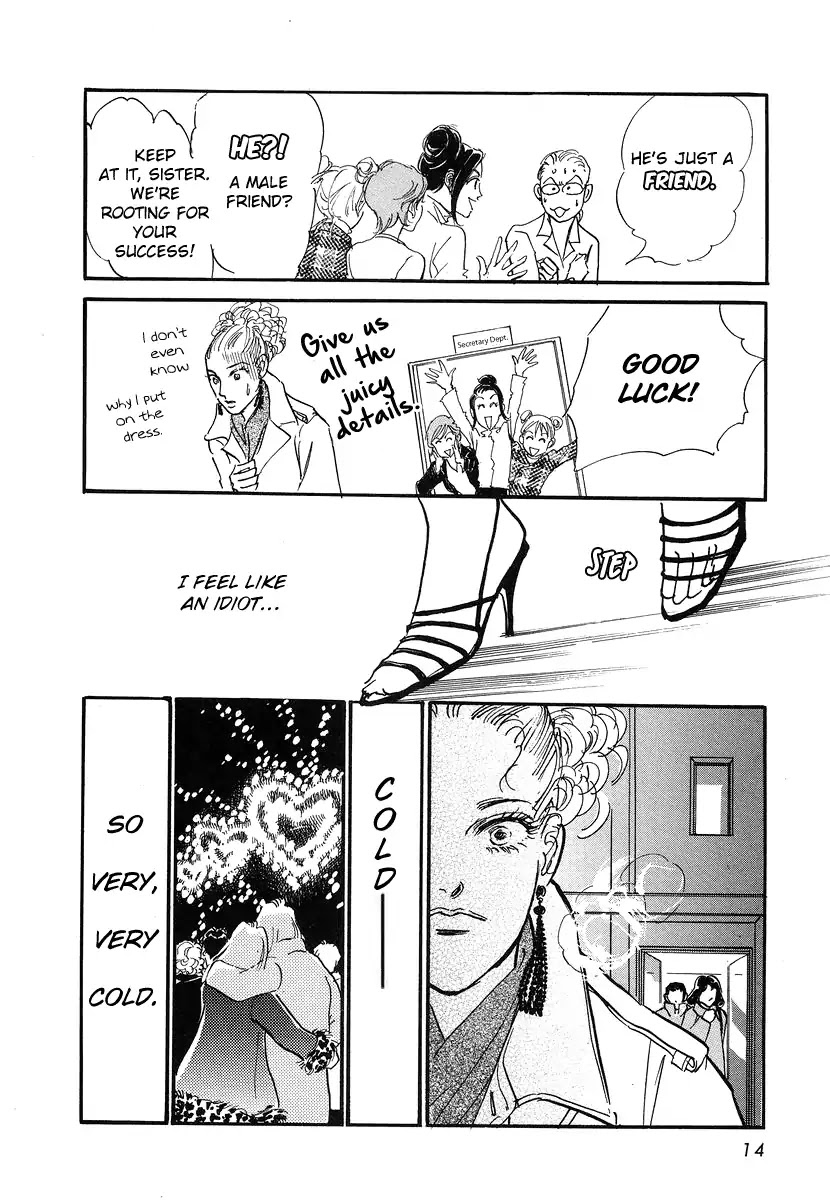 HE'S JUST A
FRIEND.
HE?!
A MALE
FRIEND?
KEEP
AT IT, SISTER.
WE'RE
ROOTING FOR
YOUR
SUCCESS!
GOOD
LUCK!
Secretary Dept.
Give us
all the
juicy
details.
I don't
even
know
why I put
on the
dress.
STEP
I FEEL LIKE
AN IDIOT...
COLD—
SO
VERY,
VERY
COLD.
14